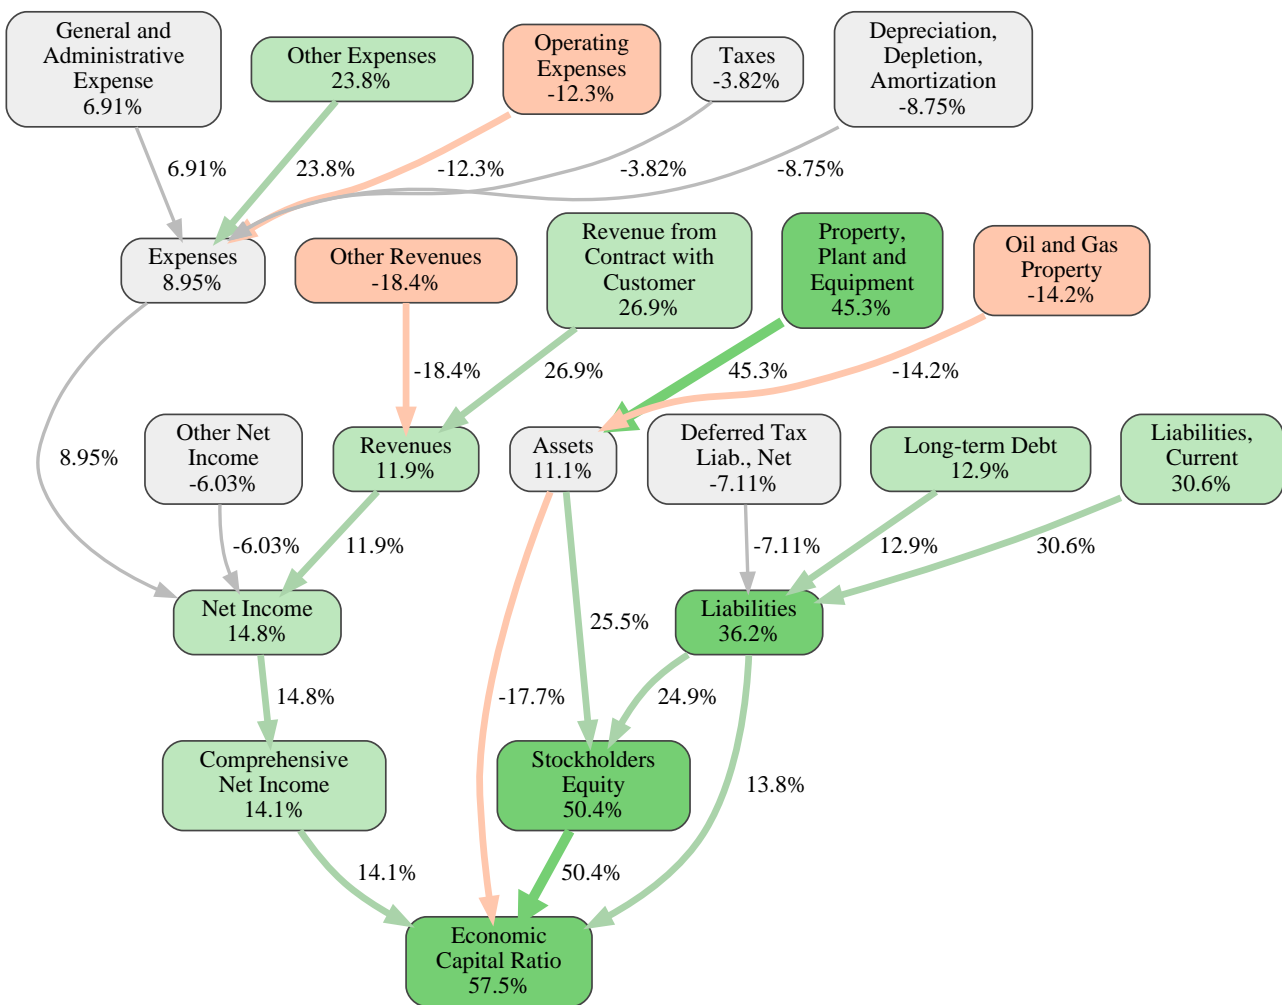 General and
Administrative
Expense
6.91%
Other Expenses
23.8%
Operating
Expenses
-12.3%
Taxes
-3.82%
Depreciation,
Depletion,
Amortization
-8.75%
6.91%
23.8%
-12.3%
-3.82%
-8.75%
Expenses
8.95%
Other Revenues
-18.4%
Revenue from
Contract with
Customer
26.9%
Property,
Plant and
Equipment
45.3%
Oil and Gas
Property
-14.2%
-18.4%
26.9%
45.3%
-14.2%
8.95%
Other Net
Income
-6.03%
Revenues
11.9%
Assets
11.1%
Deferred Tax
Liab., Net
-7.11%
Long-term Debt
12.9%
Liabilities,
Current
30.6%
-6.03%
11.9%
-7.11%
12.9%
30.6%
Net Income
14.8%
25.5%
Liabilities
36.2%
14.8%
-17.7%
24.9%
Comprehensive
Net Income
14.1%
Stockholders
Equity
50.4%
13.8%
14.1%
50.4%
Economic
Capital Ratio
57.5%